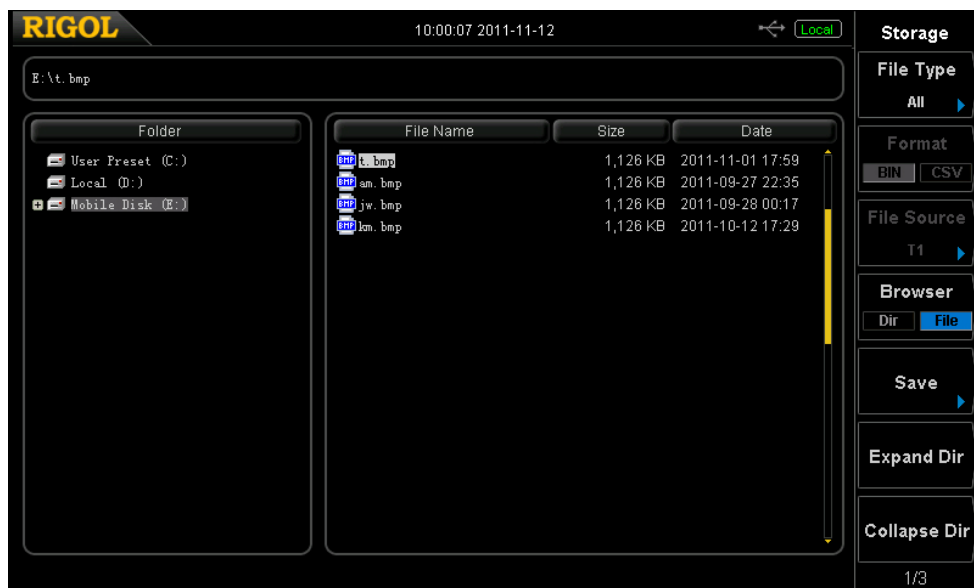 RIGOL
10:00:07 2011-11-12
Local
Storage
E:\t.bmp
File Type
All
Format
BIN CSV
File Source
T1
Browser
Dir File
Save
Expand Dir
Collapse Dir
1/3
Folder
User Preset (C:)
Local (D:)
Mobile Disk (E:)
File Name Size Date
BMP t.bmp 1,126 KB 2011-11-01 17:59
BMP am.bmp 1,126 KB 2011-09-27 22:35
BMP jw.bmp 1,126 KB 2011-09-28 00:17
BMP km.bmp 1,126 KB 2011-10-12 17:29